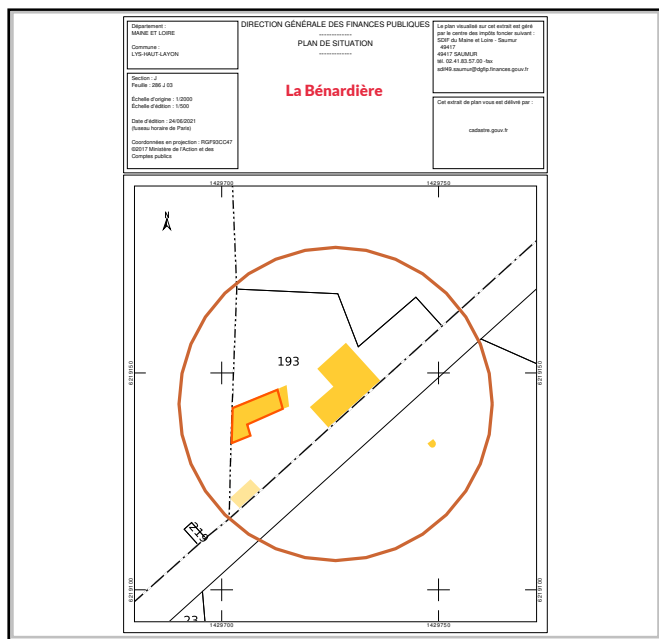 Département :
MAINE ET LOIRE
Commune :
LYS-HAUT-LAYON
Section : J
Feuille : 286 J 03
Échelle d'origine : 1/2000
Échelle d'édition : 1/500
Date d'édition : 24/06/2021
(fuseau horaire de Paris)
Coordonnées en projection : RGF93CC47
©2017 Ministère de l'Action et des
Comptes publics
DIRECTION GÉNÉRALE DES FINANCES PUBLIQUES
-------------
PLAN DE SITUATION
-------------
La Bénardière
Le plan visualisé sur cet extrait est géré
par le centre des impôts foncier suivant :
SDIF du Maine et Loire - Saumur
49417
49417 SAUMUR
tél. 02.41.83.57.00 -fax
sdif49.saumur@dgfip.finances.gouv.fr
Cet extrait de plan vous est délivré par :
cadastre.gouv.fr
1429700
1429750
N
6219150
193
6219150
219
6219100
6219100
23
1429700
1429750